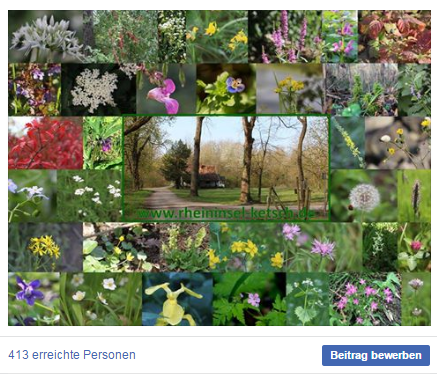 www.rheininsel-ketsch.de
413 erreichte Personen
Beitrag bewerben